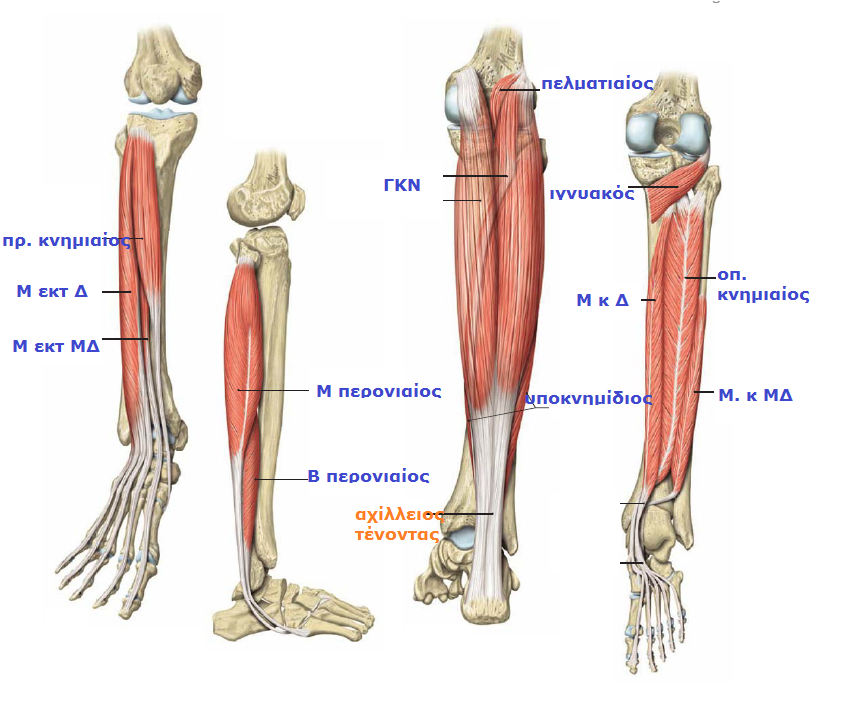 πρ. κνημιαίος
Μ εκτ Δ
Μ εκτ ΜΔ
Μ περονιαίος
Β περονιαίος
πελματιαίος
ΓΚΝ
υποκνημίδιος
αχίλλειος
τένοντας
ιγνυακός
οπ.
κνημιαίος
Μ κ Δ
Μ. κ ΜΔ